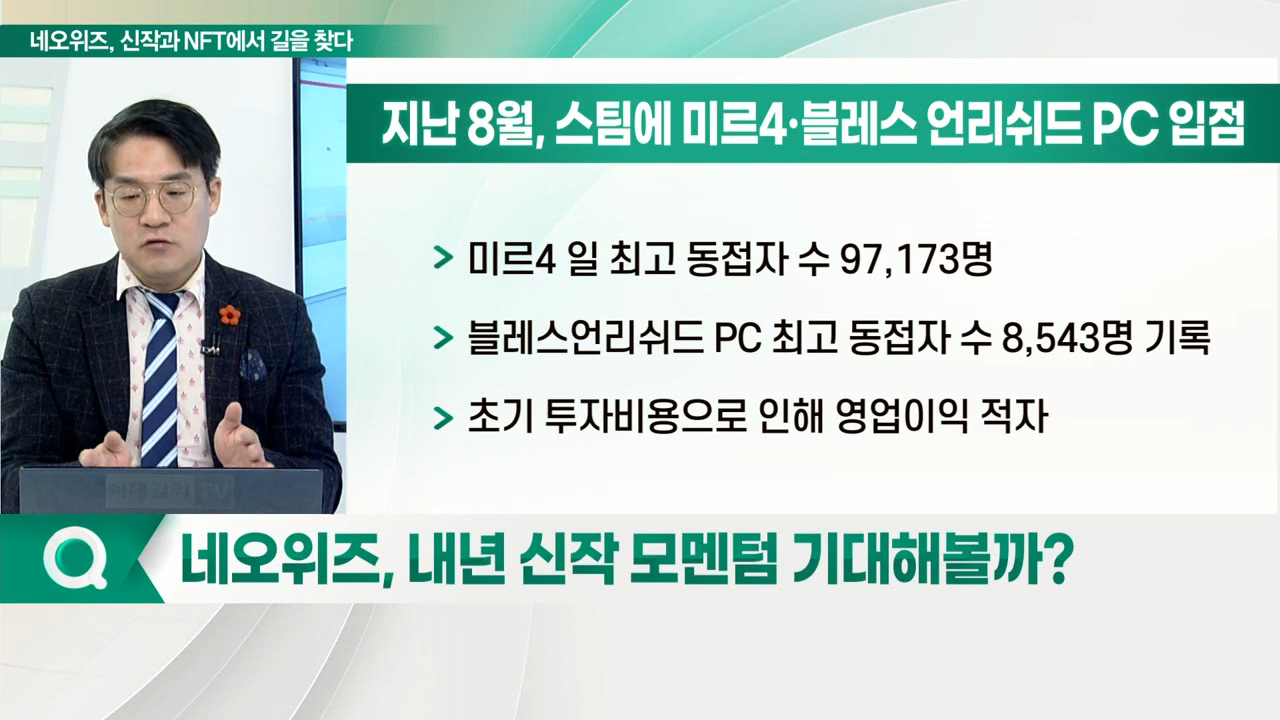 네오위즈, 신작과 NFT에서 길을 찾다
지난 8월, 스팀에 미르4·블레스 언리쉬드 PC 입점
> 미르4 일 최고 동접자 수 97,173명
> 블레스언리쉬드 PC 최고 동접자 수 8,543명 기록
> 초기 투자비용으로 인해 영업이익 적자
이데일리 TV
네오위즈, 내년 신작 모멘텀 기대해볼까?